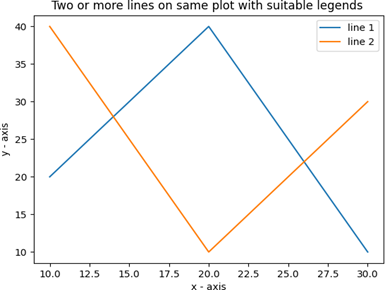 Two or more lines on same plot with suitable legends
line 1
line 2
y - axis
40
35
30
25
20
15
10
10.0 12.5 15.0 17.5 20.0 22.5 25.0 27.5 30.0
x - axis